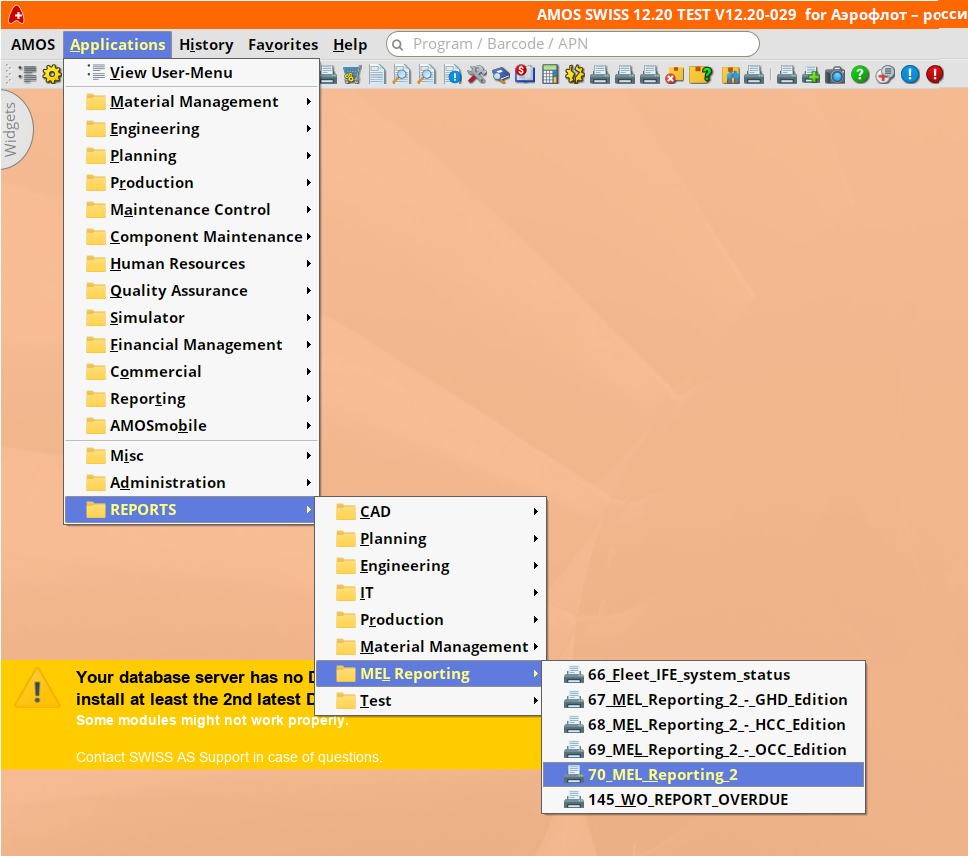 AMOS SWISS 12.20 TEST V12.20-029 for Аэрофлот – росси
AMOS Applications History Favorites Help Program / Barcode / APN
View User-Menu
Widgets
Material Management
Engineering
Planning
Production
Maintenance Control
Component Maintenance
Human Resources
Quality Assurance
Simulator
Financial Management
Commercial
Reporting
AMOSmobile
Misc
Administration
REPORTS
CAD
Planning
Engineering
IT
Production
Material Management
MEL Reporting
Test
66_Fleet_IFE_system_status
67_MEL_Reporting_2_-_GHD_Edition
68_MEL_Reporting_2_-_HCC_Edition
69_MEL_Reporting_2_-_OCC_Edition
70_MEL_Reporting_2
145_WO_REPORT_OVERDUE
Your database server has no
install at least the 2nd latest
Some modules might not work properly.
Contact SWISS AS Support in case of questions.